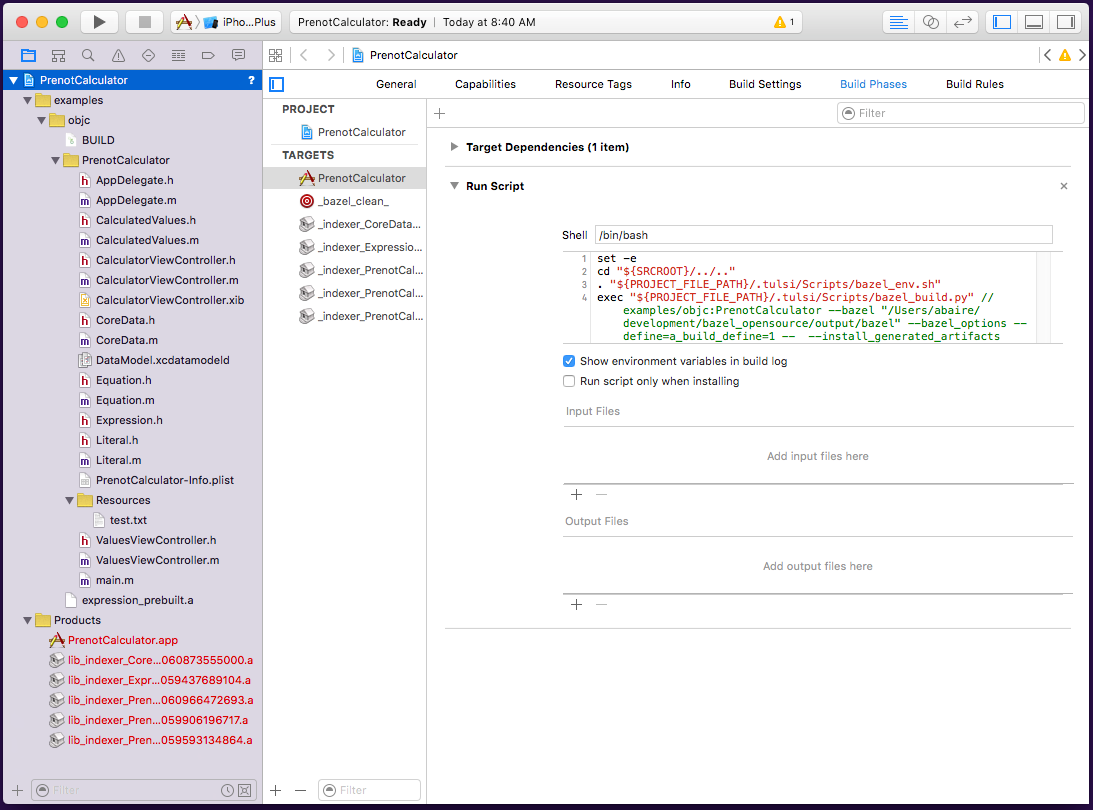 iPho...Plus
PrenotCalculator: Ready | Today at 8:40 AM
1
PrenotCalculator ?
examples
objc
BUILD
PrenotCalculator
AppDelegate.h
AppDelegate.m
CalculatedValues.h
CalculatedValues.m
CalculatorViewController.h
CalculatorViewController.m
CalculatorViewController.xib
CoreData.h
CoreData.m
DataModel.xcdatamodeld
Equation.h
Equation.m
Expression.h
Literal.h
Literal.m
PrenotCalculator-Info.plist
Resources
test.txt
ValuesViewController.h
ValuesViewController.m
main.m
expression_prebuilt.a
Products
PrenotCalculator.app
lib_indexer_Core...060873555000.a
lib_indexer_Expr...059437689104.a
lib_indexer_Pren...060966472693.a
lib_indexer_Pren...059906196717.a
lib_indexer_Pren...059593134864.a
Filter
PrenotCalculator
General Capabilities Resource Tags Info Build Settings Build Phases Build Rules
PROJECT
PrenotCalculator
TARGETS
PrenotCalculator
_bazel_clean_
_indexer_CoreData...
_indexer_Expressio...
_indexer_PrenotCal...
_indexer_PrenotCal...
_indexer_PrenotCal...
Filter
Filter
Target Dependencies (1 item)
Run Script
Shell /bin/bash
1 set -e
2 cd "${SRCROOT}/../.."
3 . "${PROJECT_FILE_PATH}/.tulsi/Scripts/bazel_env.sh"
4 exec "${PROJECT_FILE_PATH}/.tulsi/Scripts/bazel_build.py" //
examples/objc:PrenotCalculator --bazel "/Users/abaire/
development/bazel_opensource/output/bazel" --bazel_options --
define=a_build_define=1 -- --install_generated_artifacts
Show environment variables in build log
Run script only when installing
Input Files
Add input files here
Output Files
Add output files here